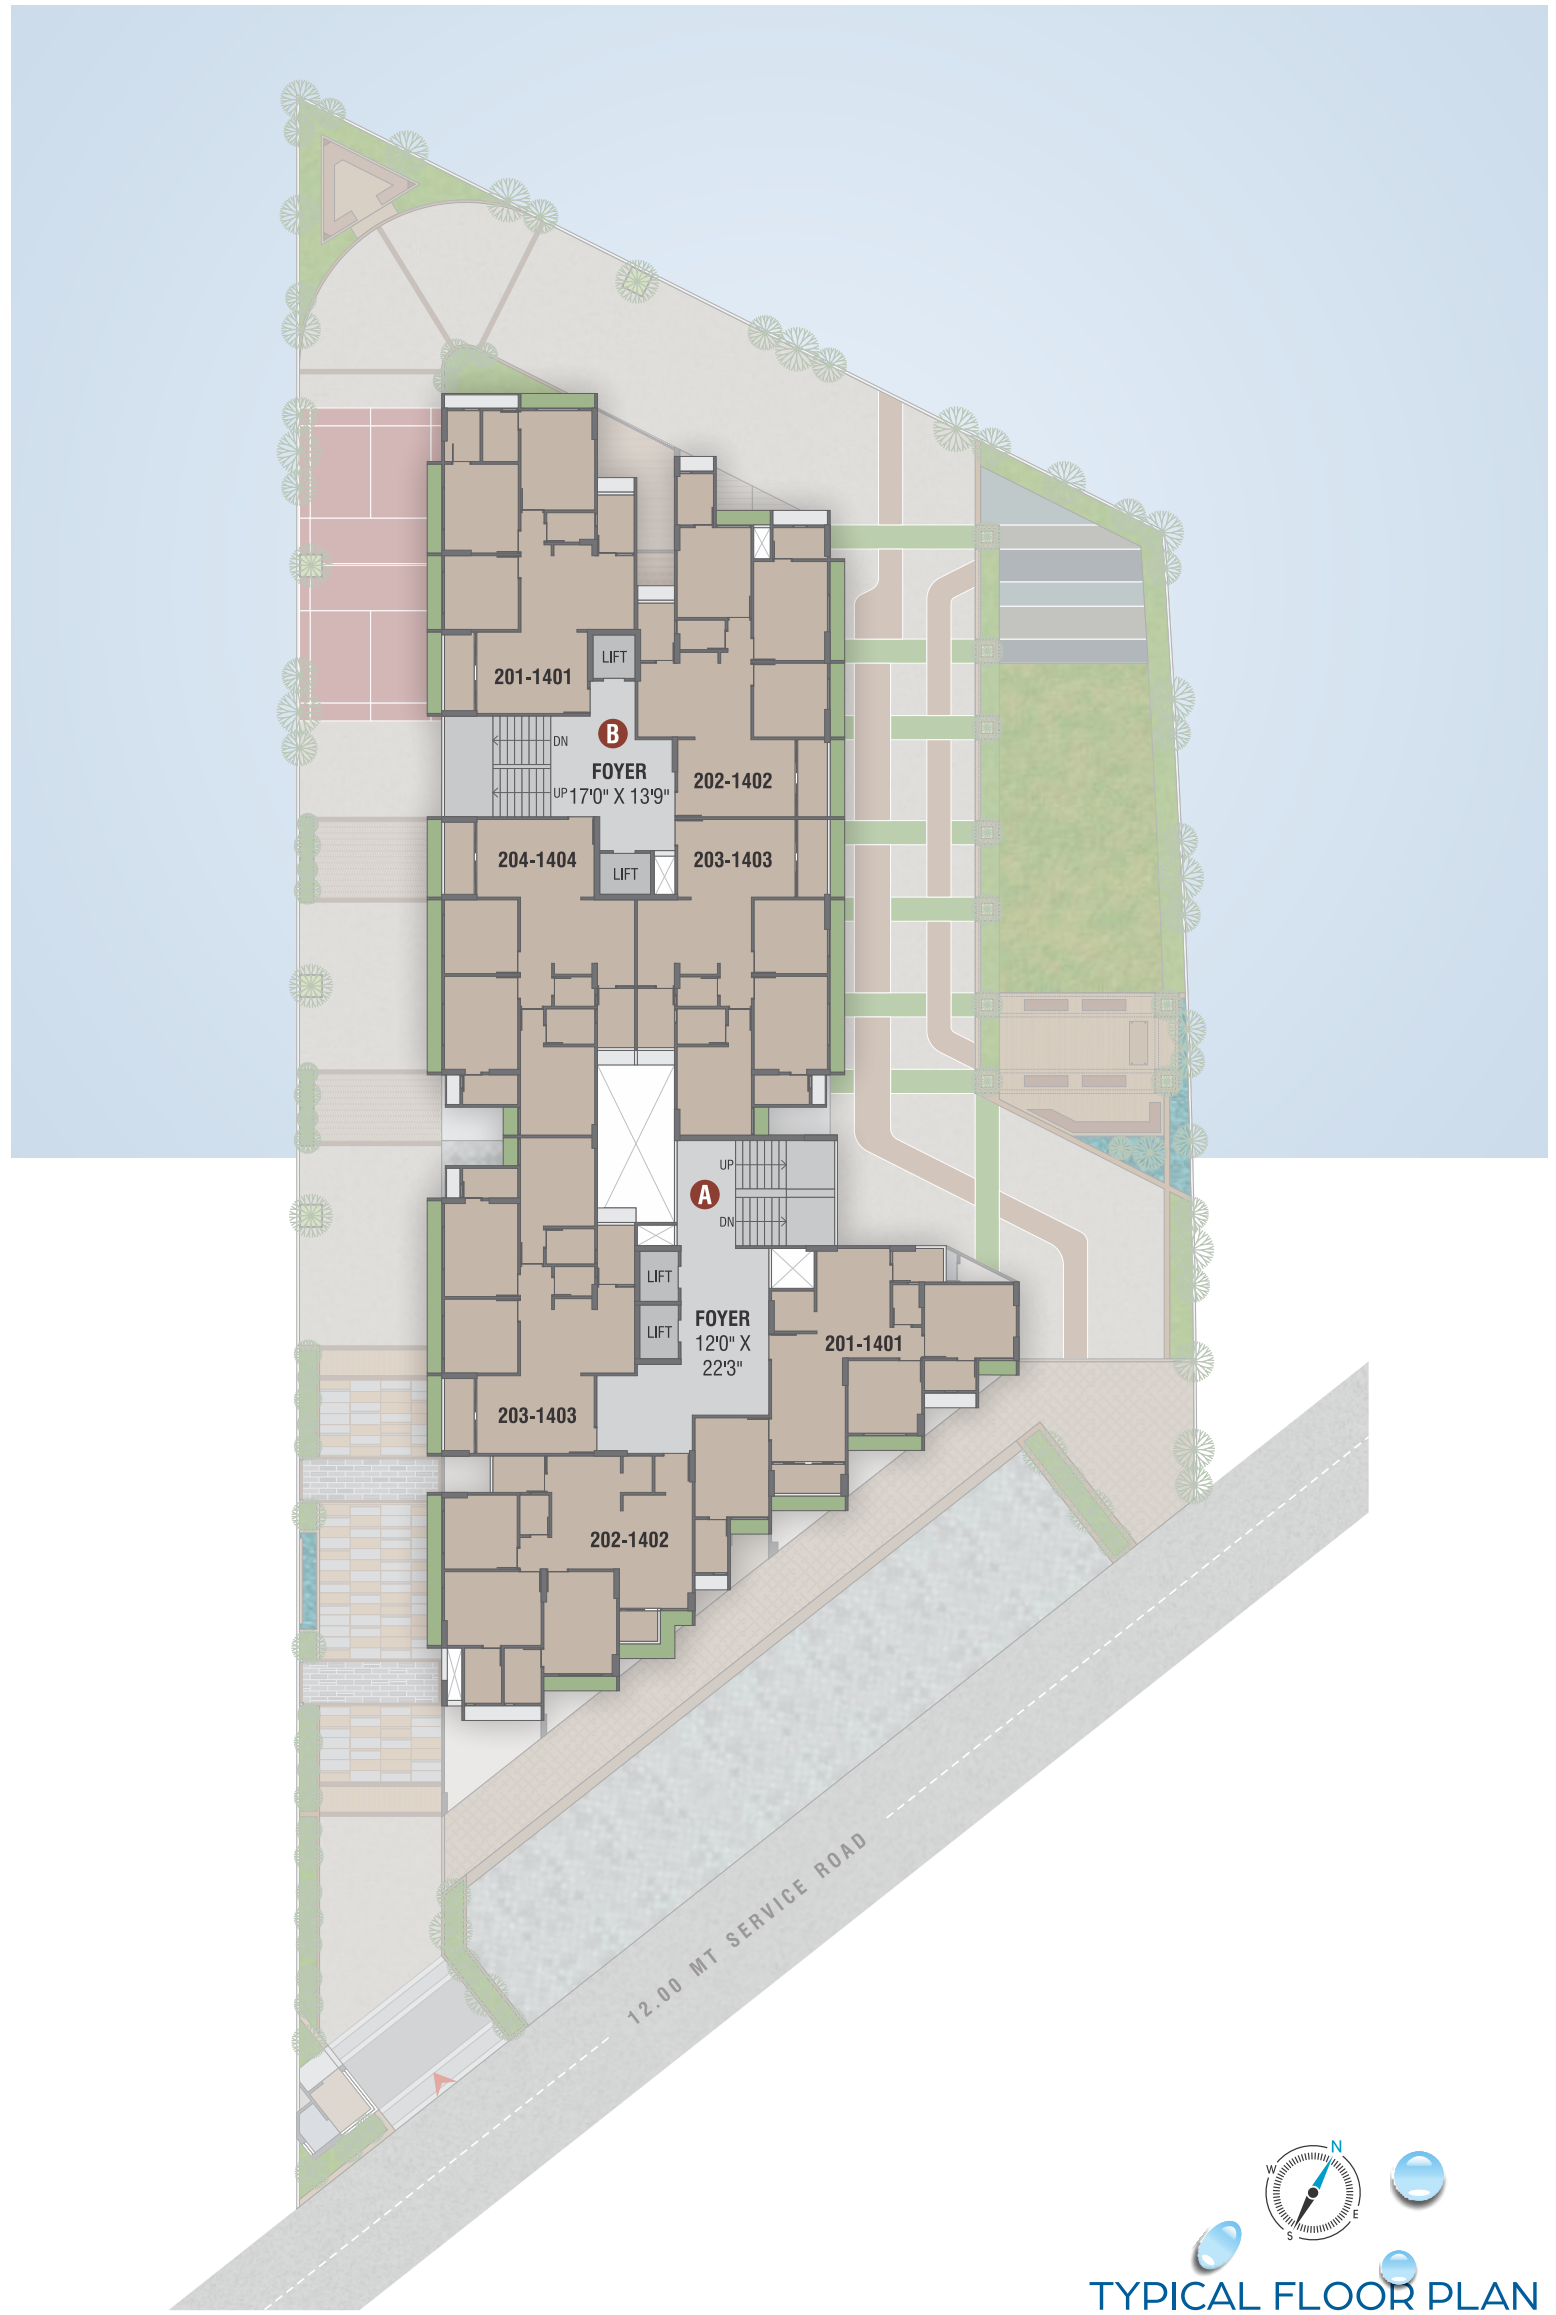 LIFT
201-1401
B
DN
FOYER
UP
17'0" X 13'9"
202-1402
204-1404
LIFT
203-1403
UP
A
DN
LIFT
FOYER
LIFT
12'0" X
22'3"
201-1401
203-1403
202-1402
12.00 MT SERVICE ROAD
N
W
E
S
TYPICAL FLOOR PLAN